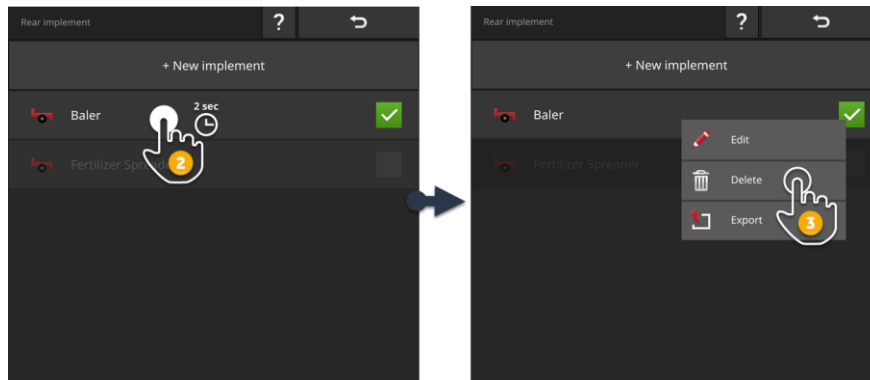 Rear implement
?
+ New implement
Baler
2 sec
Fertilizer Spreader
2
Rear implement
?
+ New implement
Baler
Fertilizer Spreader
Edit
Delete
Export
3